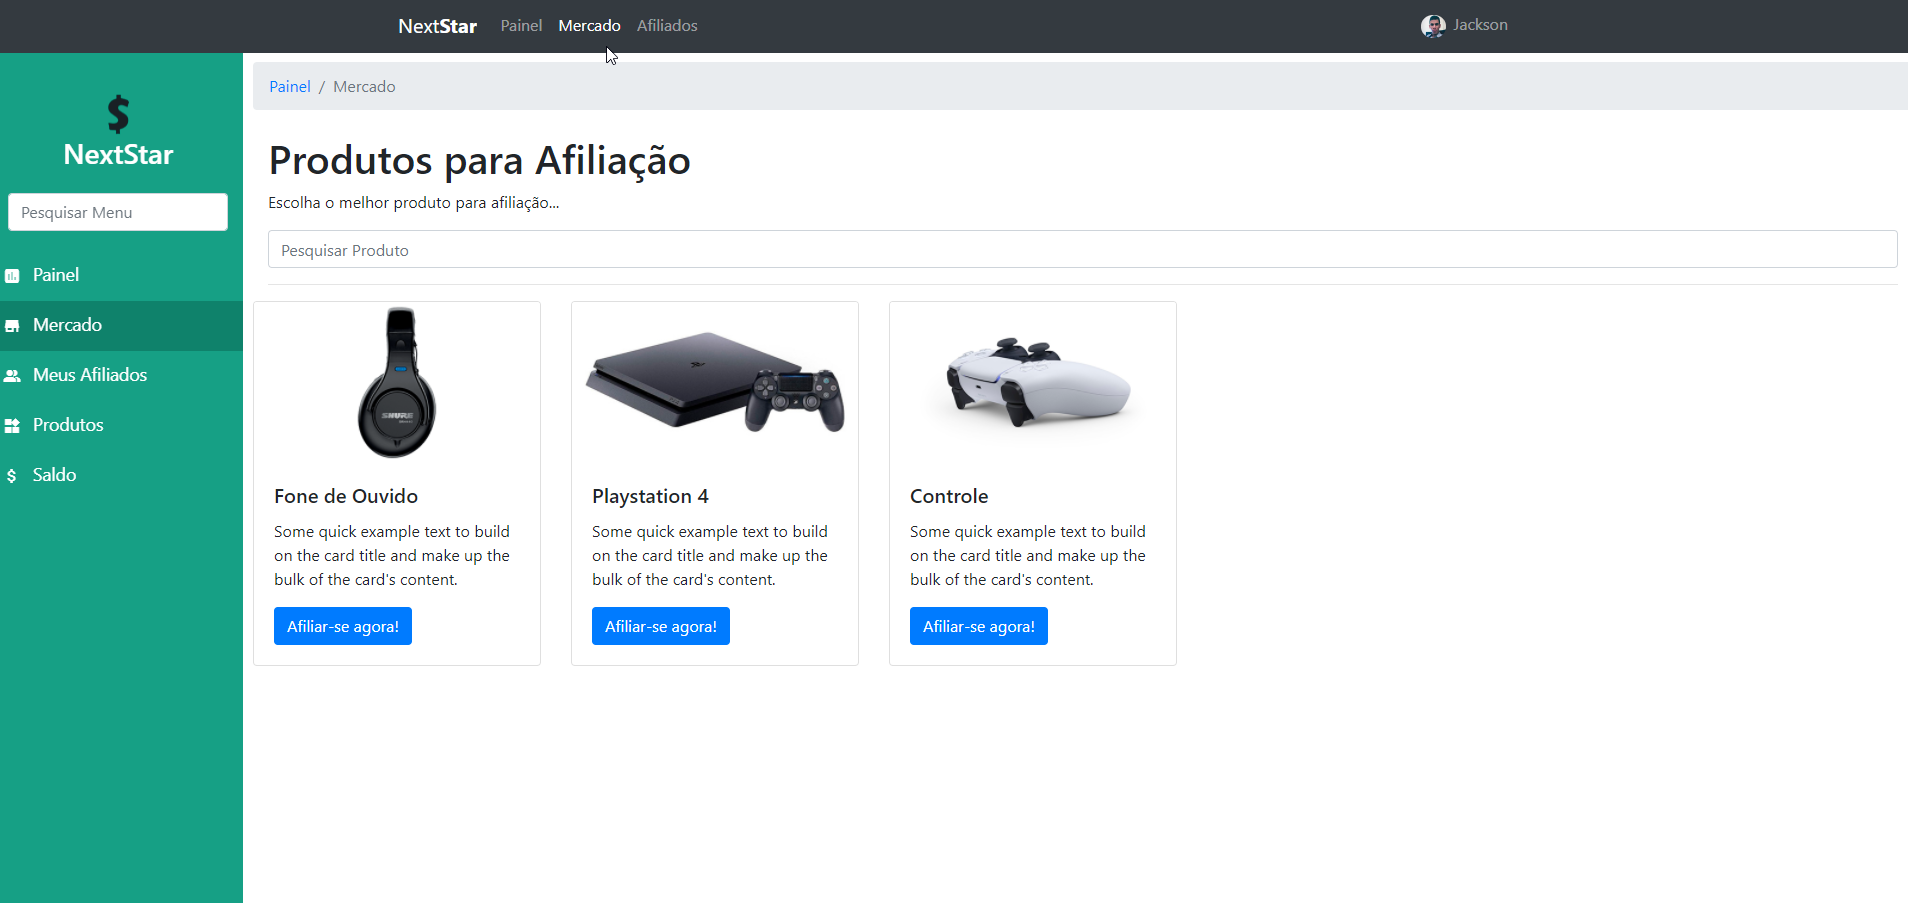 NextStar Painel Mercado Afiliados Jackson
$
NextStar
Pesquisar Menu
Painel
Mercado
Meus Afiliados
Produtos
$ Saldo
Painel / Mercado
Produtos para Afiliação
Escolha o melhor produto para afiliação...
Pesquisar Produto
SHURE
Fone de Ouvido
Some quick example text to build
on the card title and make up the
bulk of the card's content.
Afiliar-se agora!
Playstation 4
Some quick example text to build
on the card title and make up the
bulk of the card's content.
Afiliar-se agora!
Controle
Some quick example text to build
on the card title and make up the
bulk of the card's content.
Afiliar-se agora!